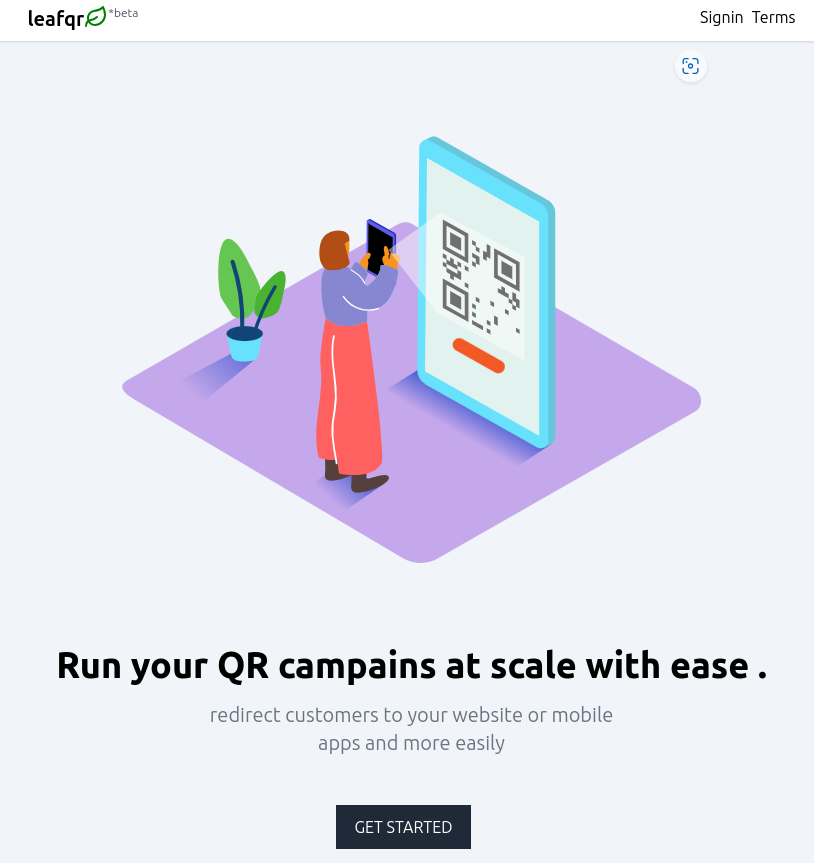 leafqr *beta
Signin Terms
Run your QR campains at scale with ease .
redirect customers to your website or mobile
apps and more easily
GET STARTED